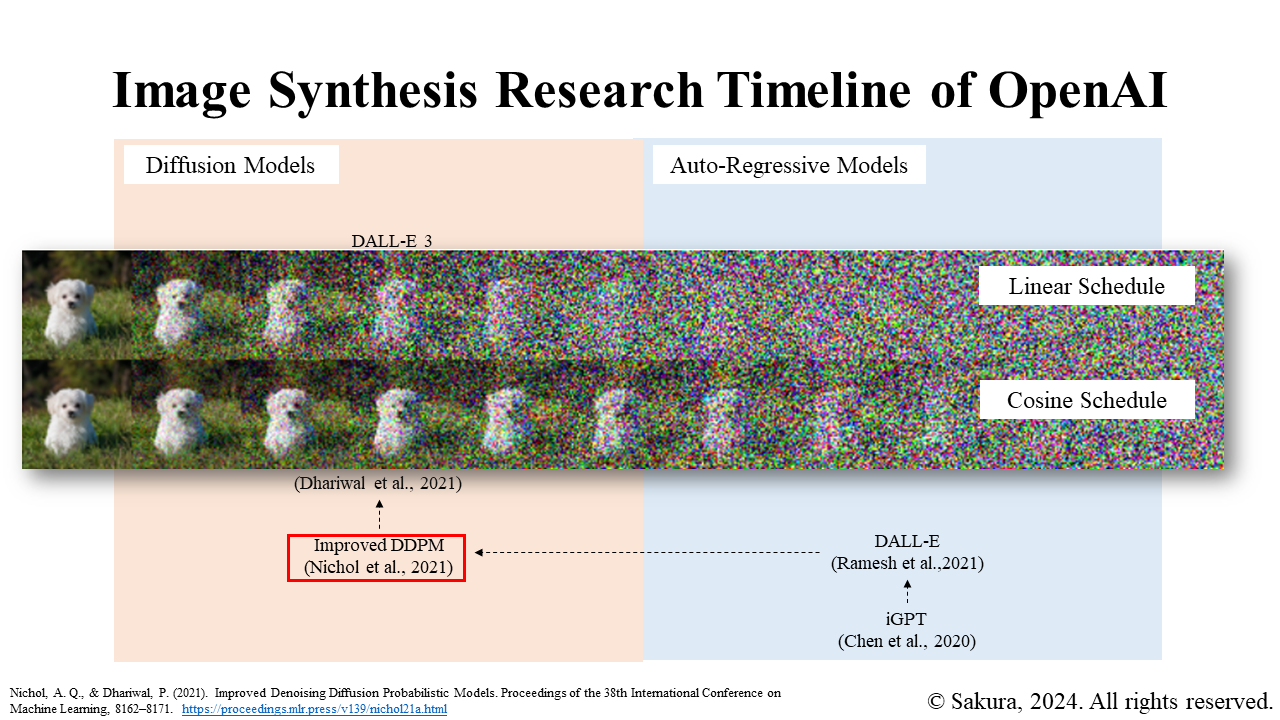 Image Synthesis Research Timeline of OpenAI
Diffusion Models
Auto-Regressive Models
DALL-E 3
Linear Schedule
Cosine Schedule
(Dhariwal et al., 2021)
Improved DDPM
(Nichol et al., 2021)
DALL-E
(Ramesh et al.,2021)
iGPT
(Chen et al., 2020)
Nichol, A. Q., & Dhariwal, P. (2021). Improved Denoising Diffusion Probabilistic Models. Proceedings of the 38th International Conference on
Machine Learning, 8162–8171. https://proceedings.mlr.press/v139/nichol21a.html
© Sakura, 2024. All rights reserved.